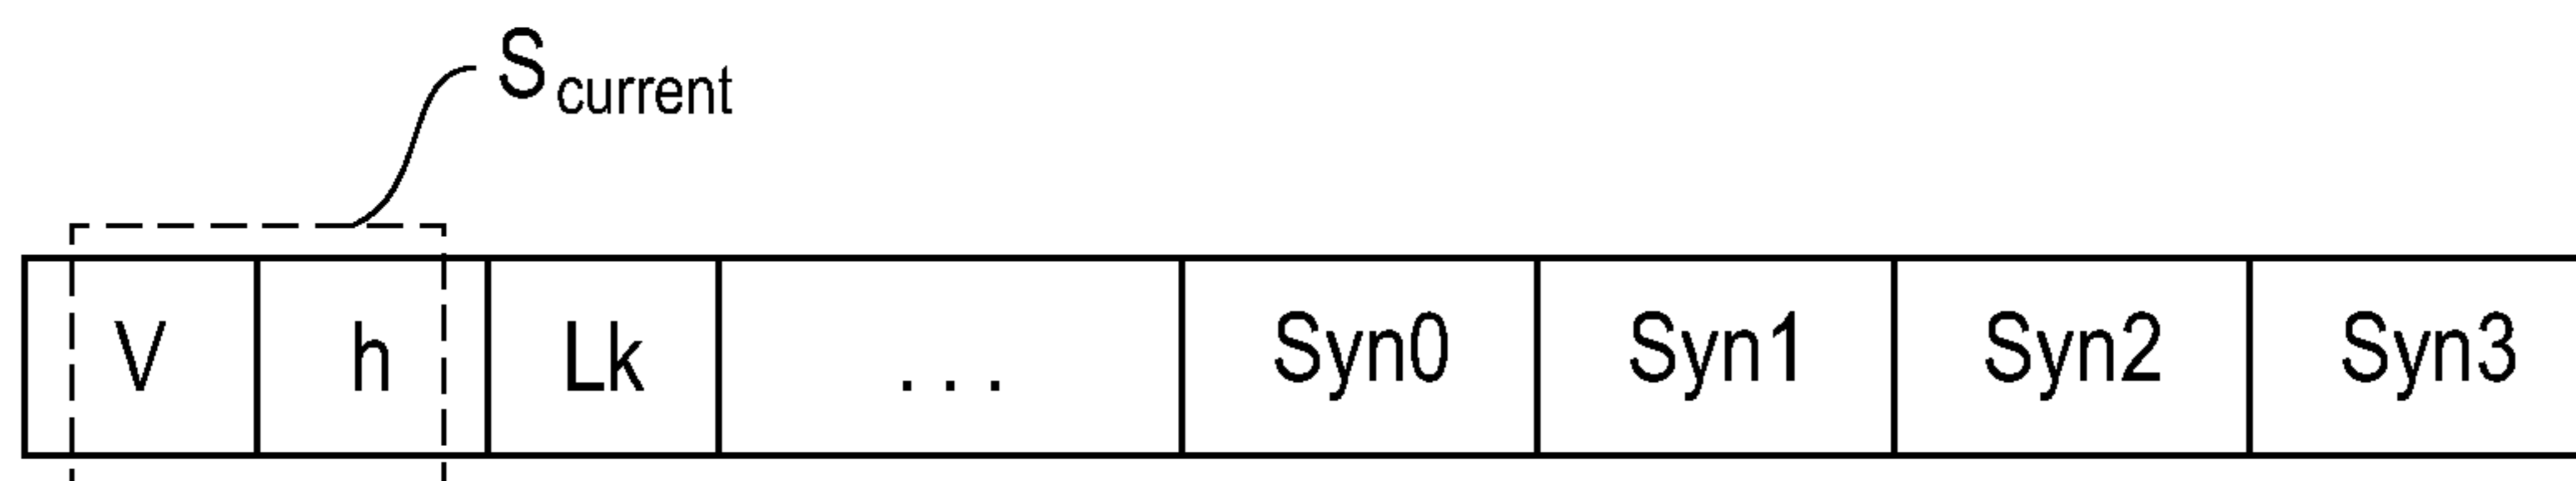 S current
V h Lk . . . Syn0 Syn1 Syn2 Syn3